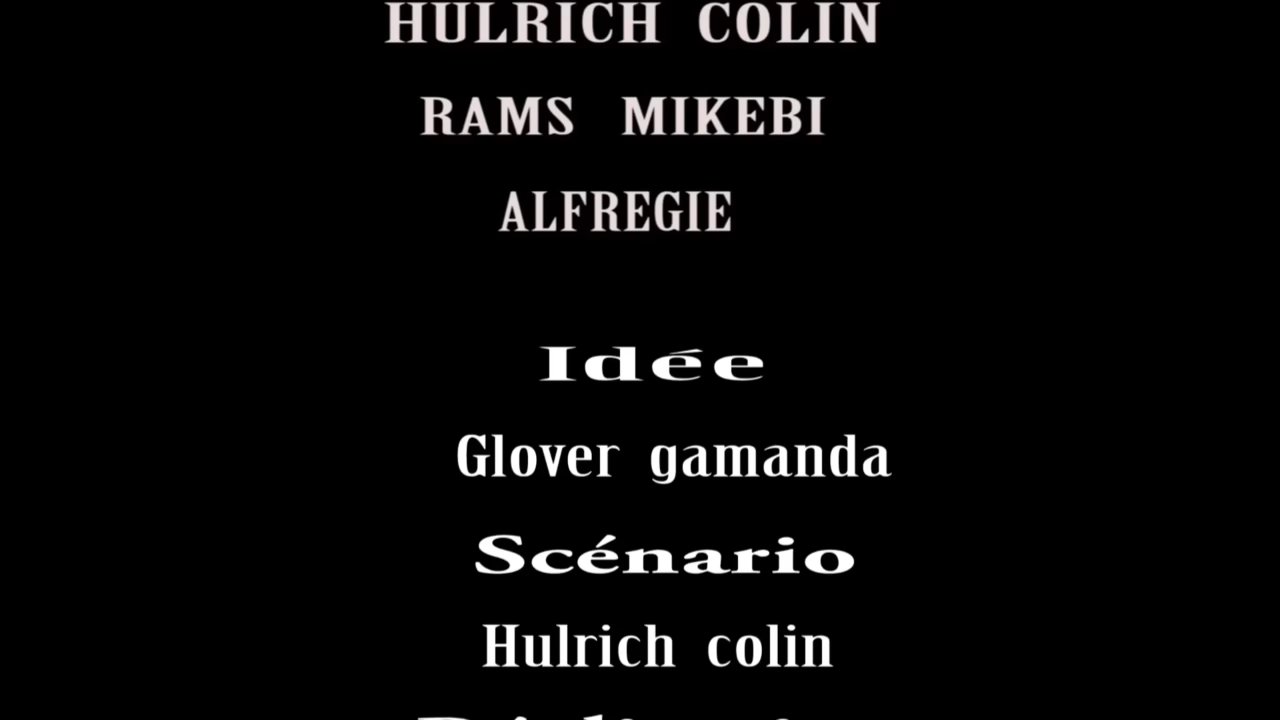 HULRICH COLIN
RAMS MIKEBI
ALFREGIE
Idée
Glover gamanda
Scénario
Hulrich colin